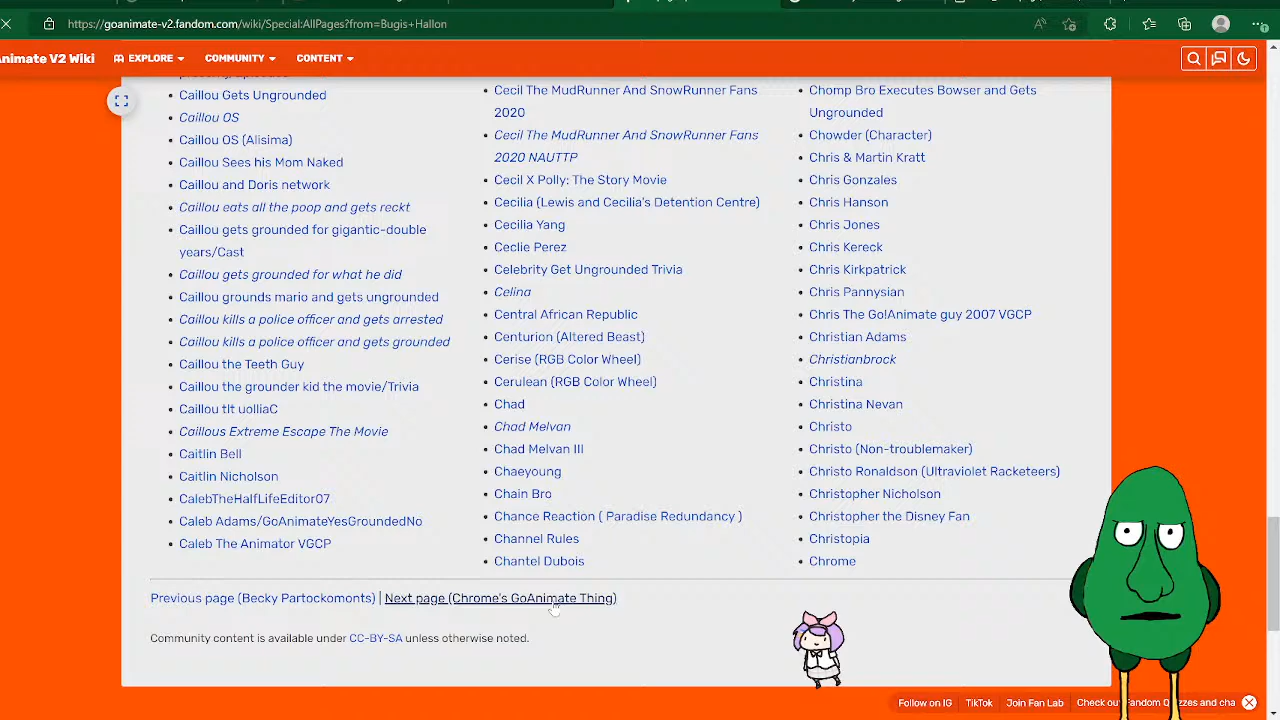 https://goanimate-v2.fandom.com/wiki/Special:AllPages?from=Bugis+Hallon
Animate V2 Wiki
EXPLORE
COMMUNITY
CONTENT
Caillou Gets Ungrounded
Caillou OS
Caillou OS (Alisima)
Caillou Sees his Mom Naked
Caillou and Doris network
Caillou eats all the poop and gets reckt
Caillou gets grounded for gigantic-double
years/Cast
Caillou gets grounded for what he did
Caillou grounds mario and gets ungrounded
Caillou kills a police officer and gets arrested
Caillou kills a police officer and gets grounded
Caillou the Teeth Guy
Caillou the grounder kid the movie/Trivia
Caillou tIt uolliaC
Caillous Extreme Escape The Movie
Caitlin Bell
Caitlin Nicholson
CalebTheHalfLifeEditor07
Caleb Adams/GoAnimateYesGroundedNo
Caleb The Animator VGCP
Cecil The MudRunner And SnowRunner Fans
2020
Cecil The MudRunner And SnowRunner Fans
2020 NAUTTP
Cecil X Polly: The Story Movie
Cecilia (Lewis and Cecilia's Detention Centre)
Cecilia Yang
Ceclie Perez
Celebrity Get Ungrounded Trivia
Celina
Central African Republic
Centurion (Altered Beast)
Cerise (RGB Color Wheel)
Cerulean (RGB Color Wheel)
Chad
Chad Melvan
Chad Melvan III
Chaeyoung
Chain Bro
Chance Reaction ( Paradise Redundancy )
Channel Rules
Chantel Dubois
Chomp Bro Executes Bowser and Gets
Ungrounded
Chowder (Character)
Chris & Martin Kratt
Chris Gonzales
Chris Hanson
Chris Jones
Chris Kereck
Chris Kirkpatrick
Chris Pannysian
Chris The Go!Animate guy 2007 VGCP
Christian Adams
Christianbrock
Christina
Christina Nevan
Christo
Christo (Non-troublemaker)
Christo Ronaldson (Ultraviolet Racketeers)
Christopher Nicholson
Christopher the Disney Fan
Christopia
Chrome
Previous page (Becky Partockomonts) | Next page (Chrome's GoAnimate Thing)
Community content is available under CC-BY-SA unless otherwise noted.
Follow on IG
TikTok
Join Fan Lab
Check out Fandom Quizzes and cha